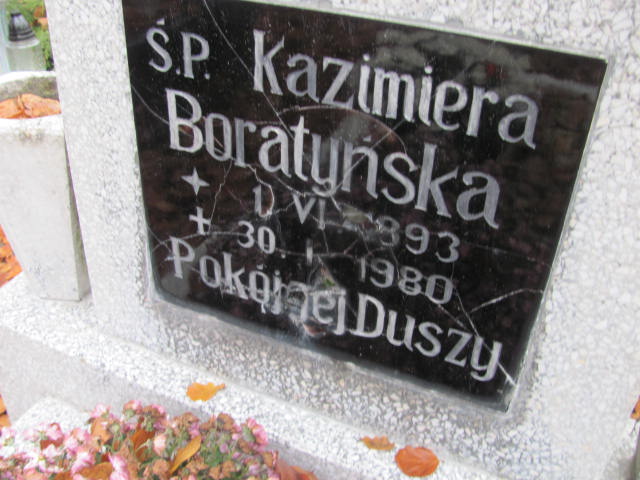 Ś.P. Kazimiera
Boratyńska
1. VI 1893
+ 30. I. 1980
Pokój Jej Duszy